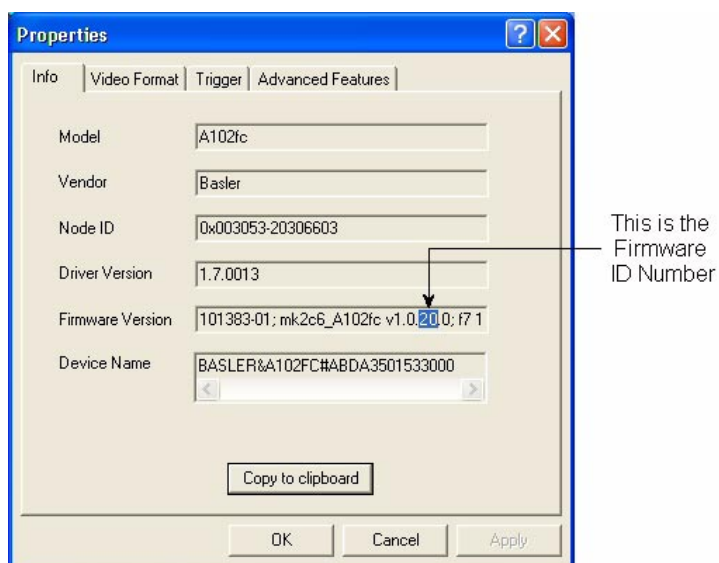 Properties
Info Video Format Trigger Advanced Features
Model A102fc
Vendor Basler
Node ID 0x003053-20306603
Driver Version 1.7.0013
Firmware Version 101383-01; mk2c6_A102fc v1.0.20.0; f7 1
Device Name BASLER&A102FC#ABDA3501533000
Copy to clipboard
OK Cancel Apply
This is the
Firmware
ID Number